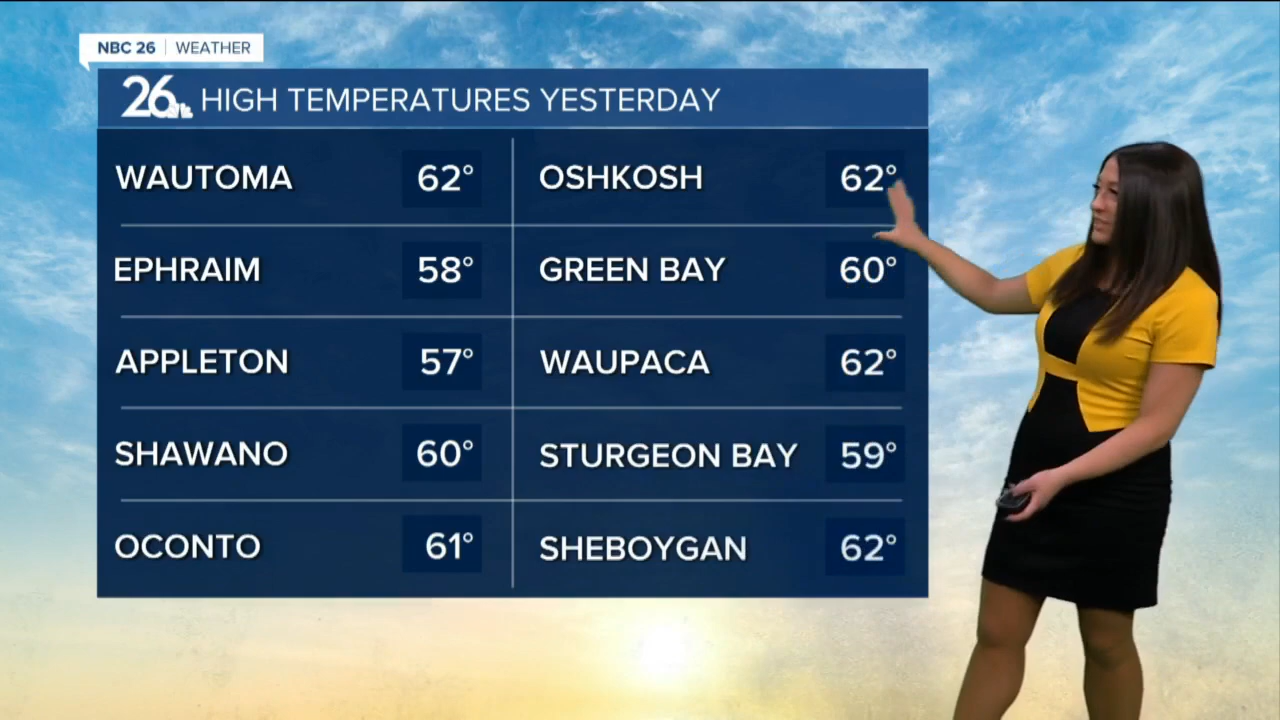 NBC 26 | WEATHER
26 HIGH TEMPERATURES YESTERDAY
WAUTOMA 62°
EPHRAIM 58°
APPLETON 57°
SHAWANO 60°
OCONTO 61°
OSHKOSH 62°
GREEN BAY 60°
WAUPACA 62°
STURGEON BAY 59°
SHEBOYGAN 62°